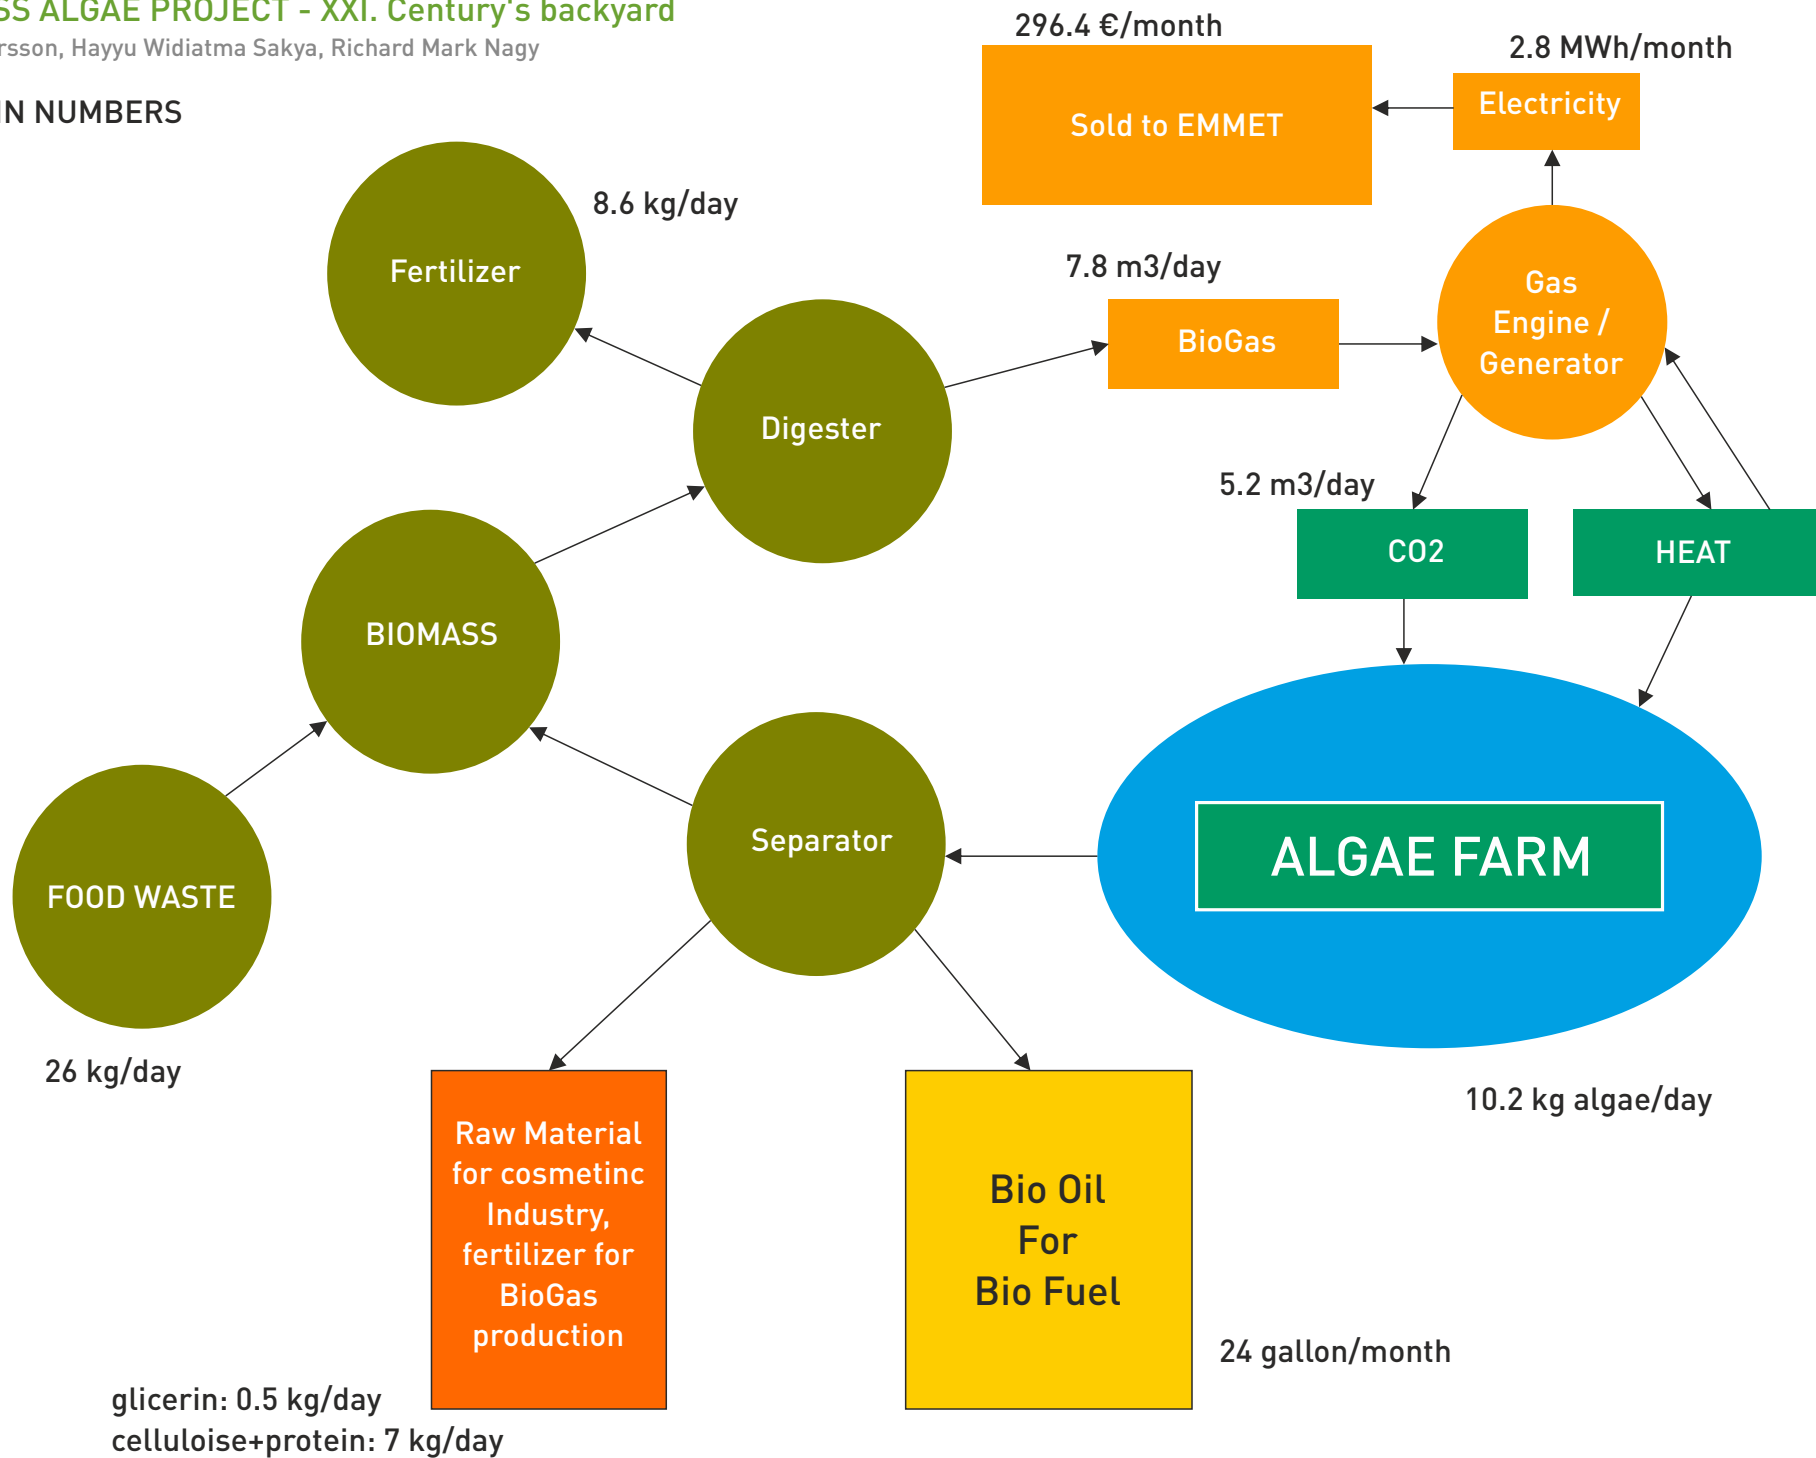 ALGAE PROJECT - XXI. Century's backyard
Hayyu Widiatma Sakya, Richard Mark Nagy
IN NUMBERS
296.4 €/month
2.8 MWh/month
Sold to EMMET
Electricity
8.6 kg/day
Fertilizer
7.8 m3/day
BioGas
Gas
Engine /
Generator
Digester
5.2 m3/day
CO2
HEAT
BIOMASS
Separator
ALGAE FARM
FOOD WASTE
26 kg/day
10.2 kg algae/day
Raw Material
for cosmetinc
Industry,
fertilizer for
BioGas
production
Bio Oil
For
Bio Fuel
24 gallon/month
glicerin: 0.5 kg/day
celluloise+protein: 7 kg/day